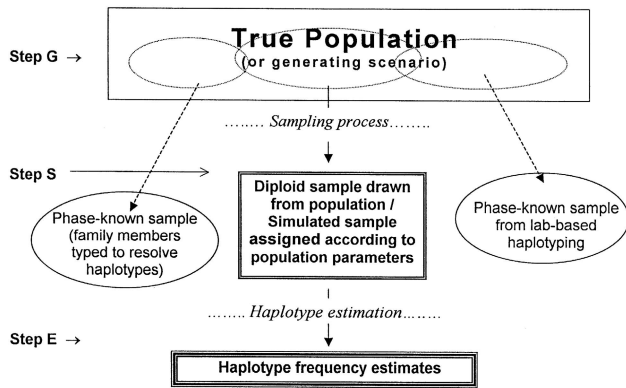 True Population
Step G →
(or generating scenario)
…..... Sampling process……..
Step S
Diploid sample drawn
from population /
Simulated sample
assigned according to
population parameters
Phase-known sample
(family members
typed to resolve
haplotypes)
Phase-known sample
from lab-based
haplotyping
…..... Haplotype estimation...……
Step E →
Haplotype frequency estimates